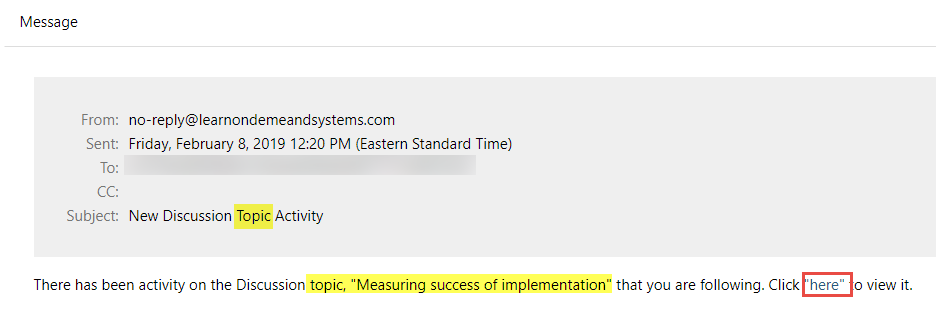 Message
From: no-reply@learnondemeandsystems.com
Sent: Friday, February 8, 2019 12:20 PM (Eastern Standard Time)
To:
CC:
Subject: New Discussion Topic Activity
There has been activity on the Discussion topic, "Measuring success of implementation" that you are following. Click "here" to view it.